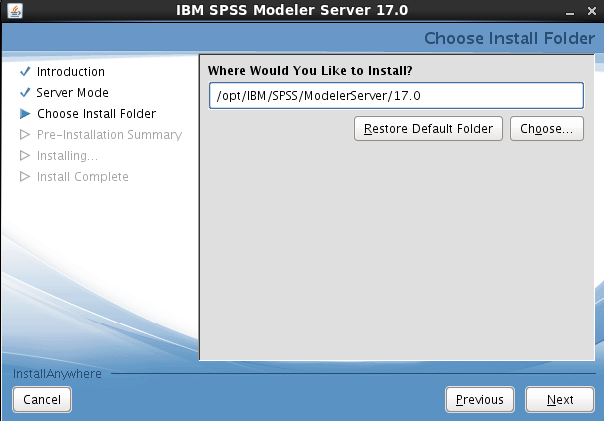 IBM SPSS Modeler Server 17.0
Choose Install Folder
Introduction
Server Mode
Choose Install Folder
Pre-Installation Summary
Installing...
Install Complete
Where Would You Like to Install?
/opt/IBM/SPSS/ModelerServer/17.0
Restore Default Folder
Choose...
InstallAnywhere
Cancel
Previous
Next